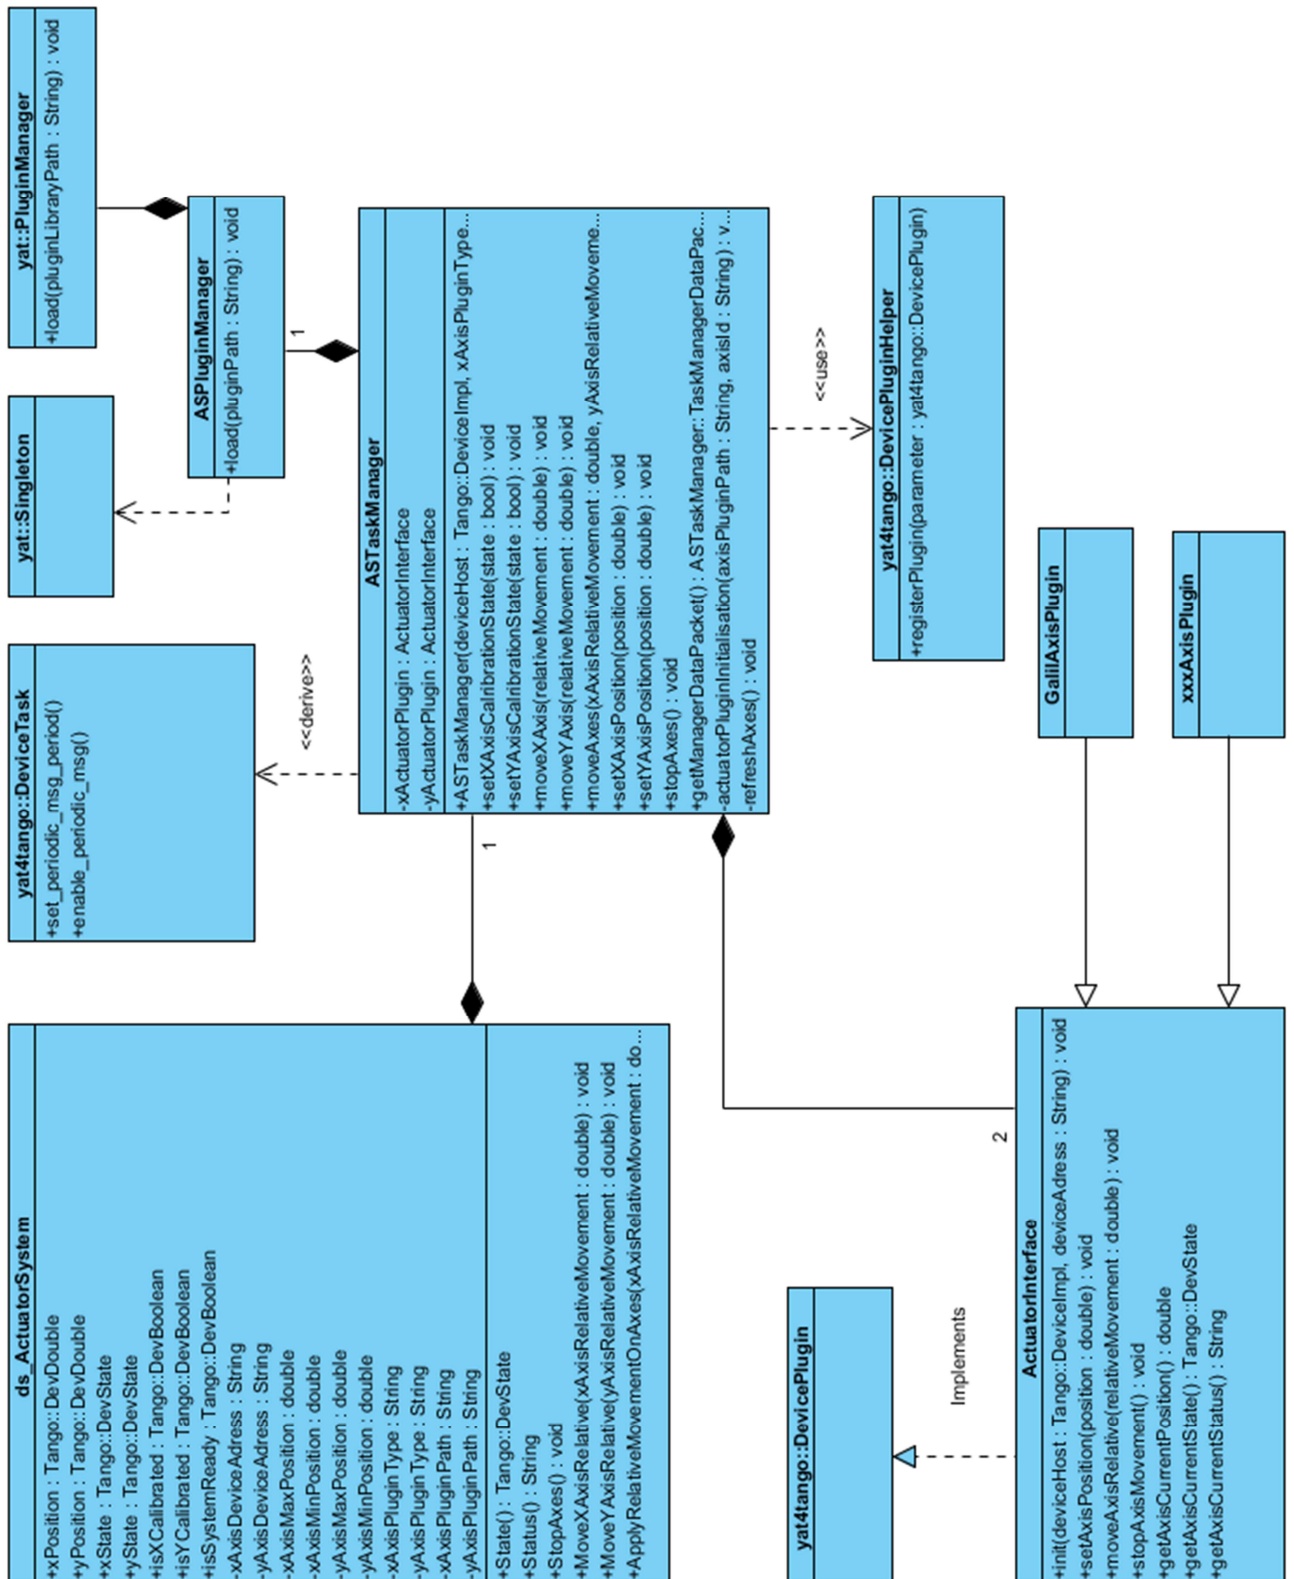 ds_ActuatorSystem
+xPosition : Tango::DevDouble
+yPosition : Tango::DevDouble
+xState : Tango::DevState
+yState : Tango::DevState
+isXCalibrated : Tango::DevBoolean
+isYCalibrated : Tango::DevBoolean
+isSystemReady : Tango::DevBoolean
-xAxisDeviceAdress : String
-yAxisDeviceAdress : String
-xAxisMaxPosition : double
-xAxisMinPosition : double
-yAxisMaxPosition : double
-yAxisMinPosition : double
-xAxisPluginType : String
-yAxisPluginType : String
-xAxisPluginPath : String
-yAxisPluginPath : String
+State() : Tango::DevState
+Status() : String
+StopAxes() : void
+MoveXAxisRelative(xAxisRelativeMovement : double) : void
+MoveYAxisRelative(yAxisRelativeMovement : double) : void
+ApplyRelativeMovementOnAxes(xAxisRelativeMovement : do...
yat4tango::DeviceTask
+set_periodic_msg_period()
+enable_periodic_msg()
yat::Singleton
yat::PluginManager
+load(pluginLibraryPath : String) : void
ASPluginManager
+load(pluginPath : String) : void
1
<<derive>>
ASTaskManager
-xActuatorPlugin : ActuatorInterface
-yActuatorPlugin : ActuatorInterface
+ASTaskManager(deviceHost : Tango::DeviceImpl, xAxisPluginType...
+setXAxisCalribrationState(state : bool) : void
+setYAxisCalribrationState(state : bool) : void
+moveXAxis(relativeMovement : double) : void
+moveYAxis(relativeMovement : double) : void
+moveAxes(xAxisRelativeMovement : double, yAxisRelativeMoveme...
+setXAxisPosition(position : double) : void
+setYAxisPosition(position : double) : void
+stopAxes() : void
+getManagerDataPacket() : ASTaskManager::TaskManagerDataPac...
-actuatorPluginInitialisation(axisPluginPath : String, axisId : String) : v...
-refreshAxes() : void
1
<<use>>
yat4tango::DevicePluginHelper
+registerPlugin(parameter : yat4tango::DevicePlugin)
yat4tango::DevicePlugin
Implements
2
ActuatorInterface
+init(deviceHost : Tango::DeviceImpl, deviceAdress : String) : void
+setAxisPosition(position : double) : void
+moveAxisRelative(relativeMovement : double) : void
+stopAxisMovement() : void
+getAxisCurrentPosition() : double
+getAxisCurrentState() : Tango::DevState
+getAxisCurrentStatus() : String
GalilAxisPlugin
xxxAxisPlugin